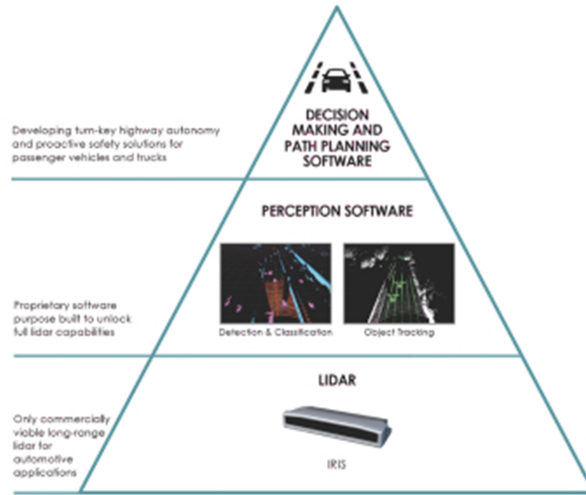 DECISION
MAKING AND
PATH PLANNING
SOFTWARE
Developing turn-key highway autonomy
and proactive safety solutions for
passenger vehicles and trucks
PERCEPTION SOFTWARE
Detection & Classification
Object Tracking
Proprietary software
purpose built to unlock
full lidar capabilities
LIDAR
IRIS
Only commercially
viable long-range
lidar for
automotive
applications